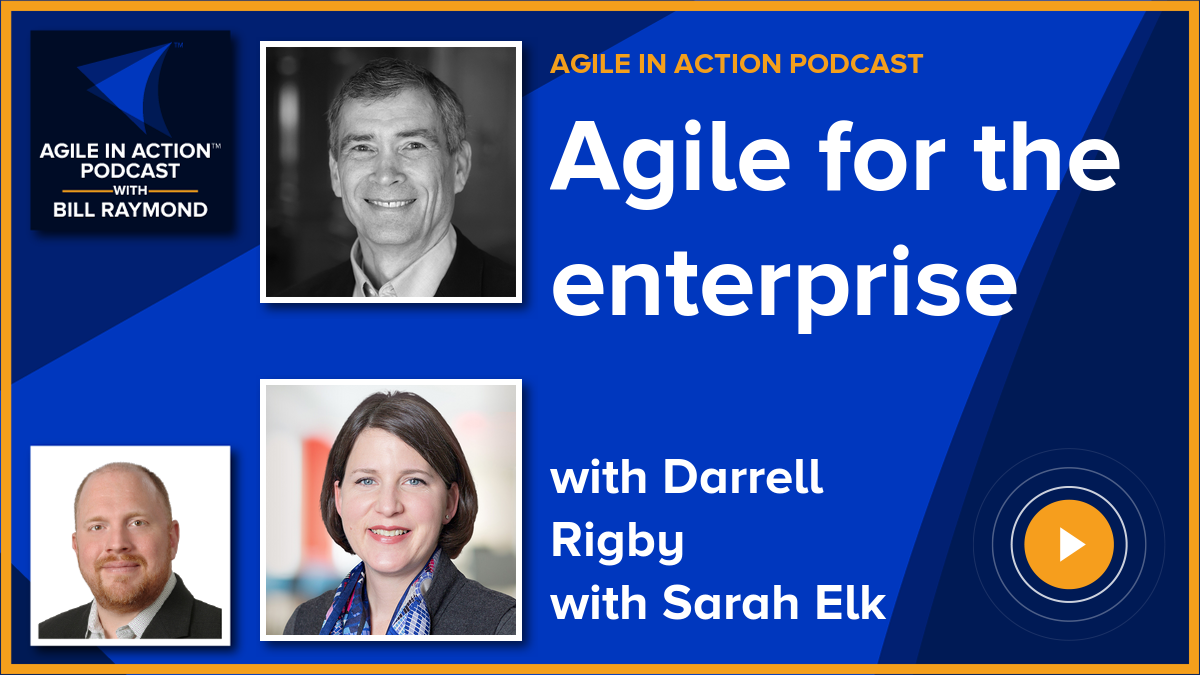 AGILE IN ACTION™
PODCAST
WITH
BILL RAYMOND
AGILE IN ACTION PODCAST
Agile for the
enterprise
with Darrell
Rigby
with Sarah Elk